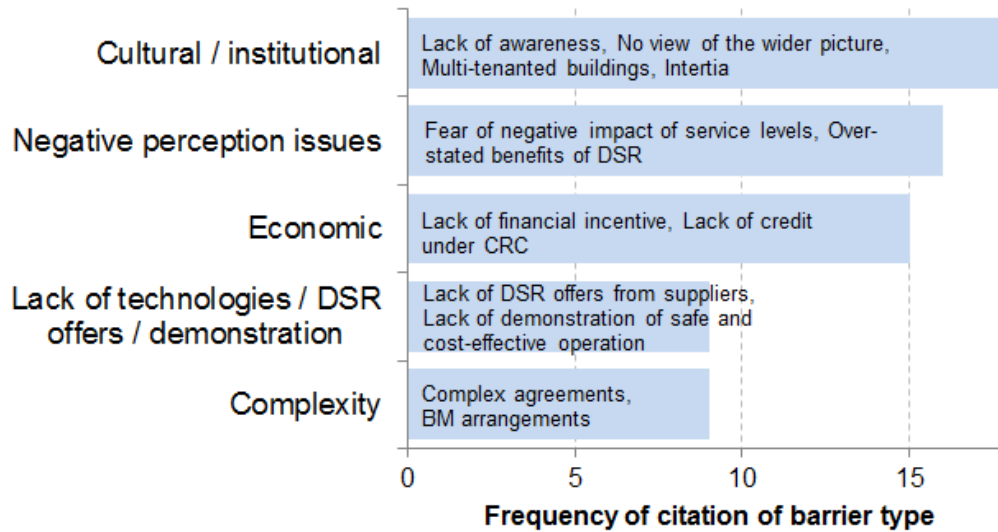 Cultural / institutional
Lack of awareness, No view of the wider picture,
Multi-tenanted buildings, Intertia
Negative perception issues
Fear of negative impact of service levels, Over-
stated benefits of DSR
Economic
Lack of financial incentive, Lack of credit
under CRC
Lack of technologies / DSR
offers / demonstration
Lack of DSR offers from suppliers,
Lack of demonstration of safe and
cost-effective operation
Complexity
Complex agreements,
BM arrangements
0 5 10 15
Frequency of citation of barrier type